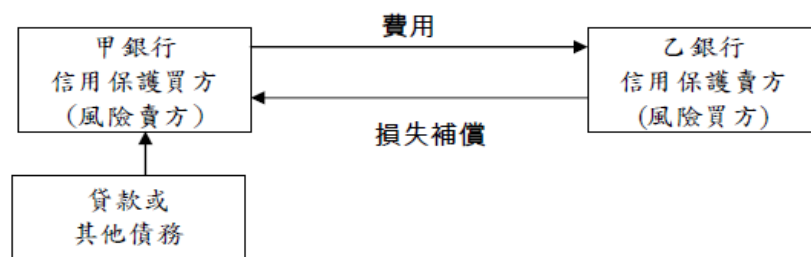 費用
甲銀行
信用保護買方
(風險賣方)
乙銀行
信用保護賣方
(風險買方)
損失補償
貸款或
其他債務